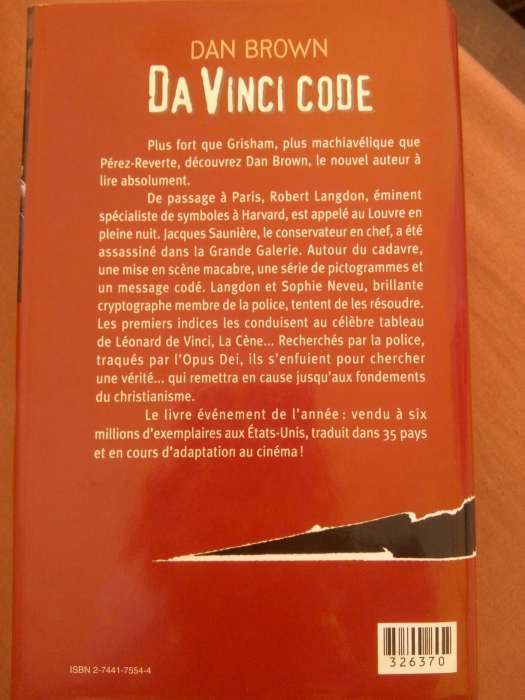 DAN BROWN
DA VINCI CODE
Plus fort que Grisham, plus machiavélique que
Pérez-Reverte, découvrez Dan Brown, le nouvel auteur à
lire absolument.
De passage à Paris, Robert Langdon, éminent
spécialiste de symboles à Harvard, est appelé au Louvre en
pleine nuit. Jacques Saunière, le conservateur en chef, a été
assassiné dans la Grande Galerie. Autour du cadavre,
une mise en scène macabre, une série de pictogrammes et
un message codé. Langdon et Sophie Neveu, brillante
cryptographe membre de la police, tentent de les résoudre.
Les premiers indices les conduisent au célèbre tableau
de Léonard de Vinci, La Cène... Recherchés par la police,
traqués par l'Opus Dei, ils s'enfuient pour chercher
une vérité... qui remettra en cause jusqu'aux fondements
du christianisme.
Le livre événement de l'année : vendu à six
millions d'exemplaires aux États-Unis, traduit dans 35 pays
et en cours d'adaptation au cinéma !
ISBN 2-7441-7554-4
326370